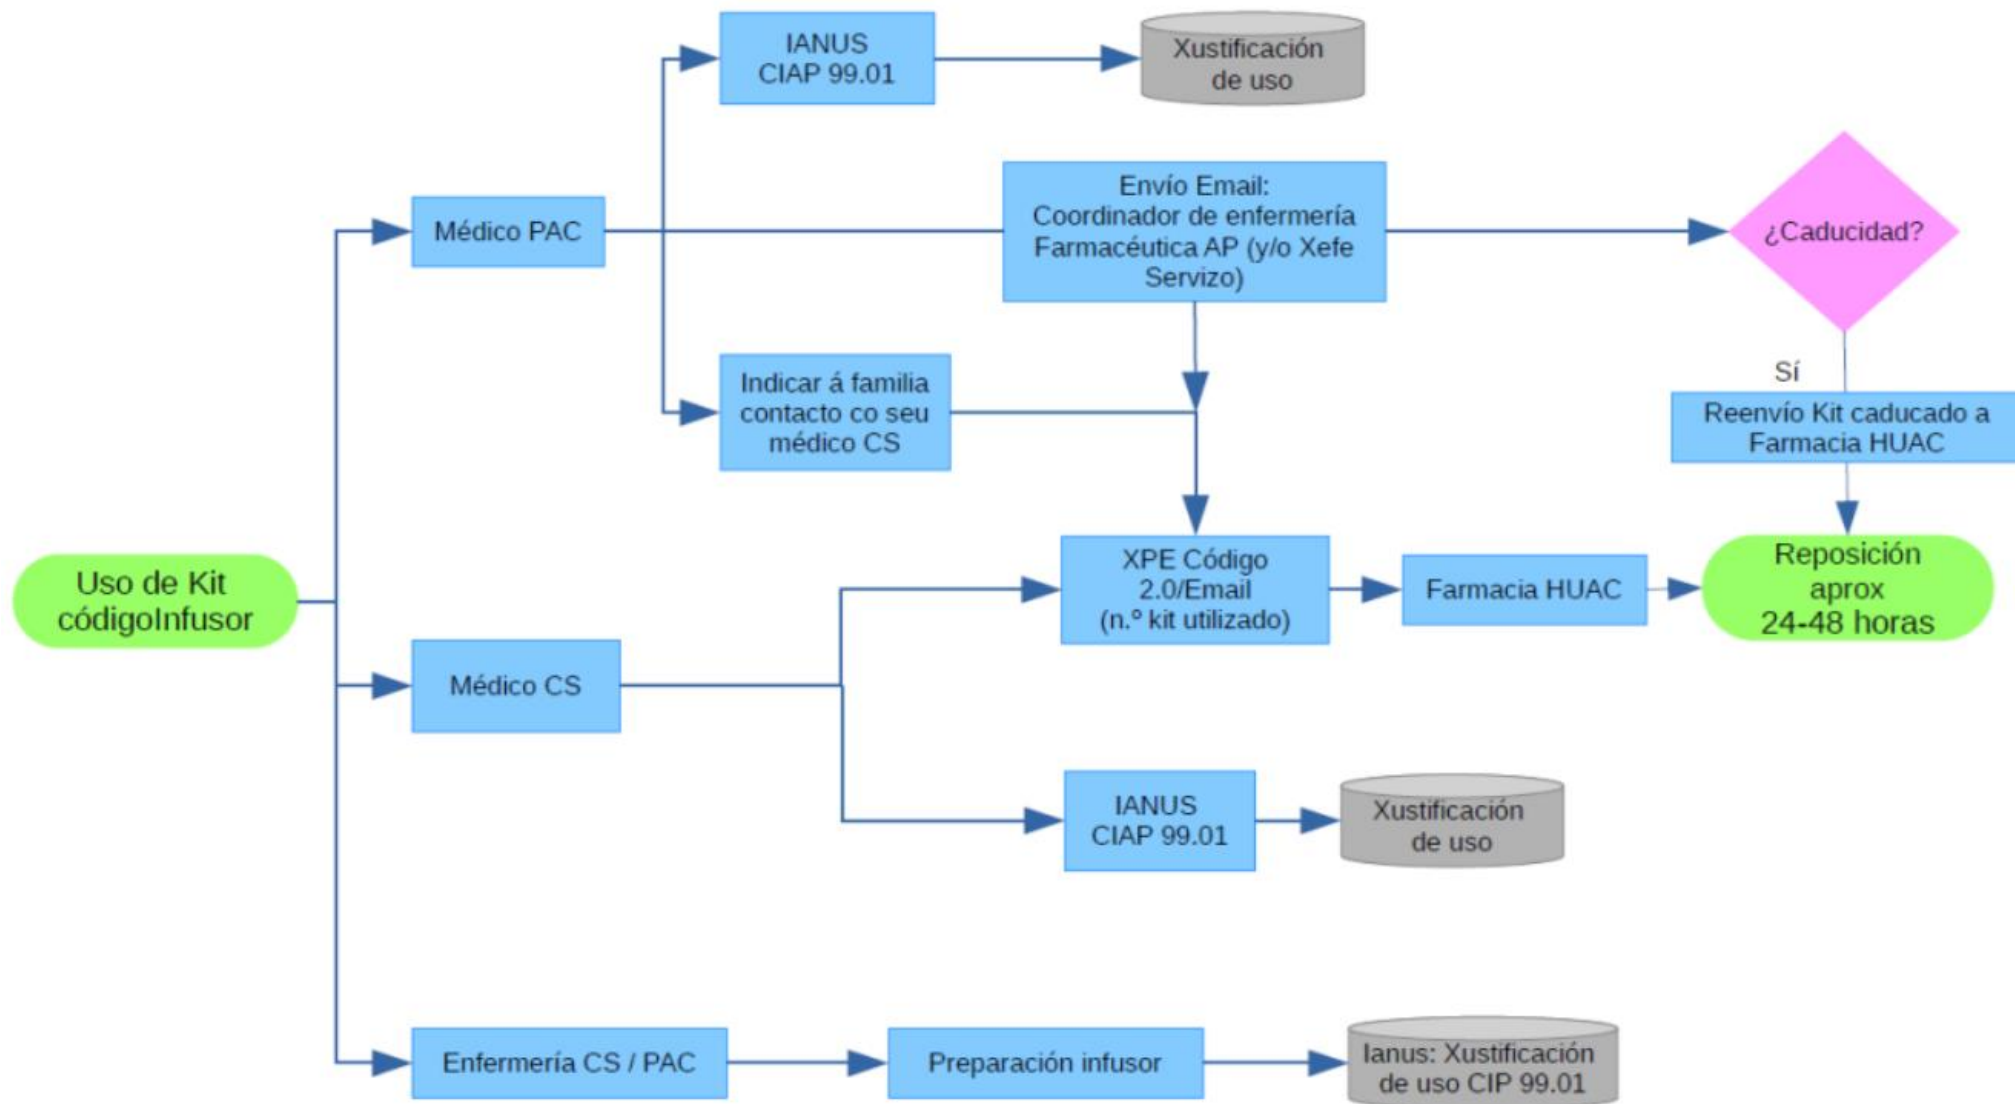 IANUS
CIAP 99.01
Xustificación
de uso
Envío Email:
Coordinador de enfermería
Farmacéutica AP (y/o Xefe
Servizo)
Médico PAC
¿Caducidad?
Indicar á familia
contacto co seu
médico CS
Sí
Reenvío Kit caducado a
Farmacia HUAC
Uso de Kit
códigoInfusor
XPE Código
2.0/Email
(n.º kit utilizado)
Farmacia HUAC
Reposición
aprox
24-48 horas
Médico CS
IANUS
CIAP 99.01
Xustificación
de uso
Enfermería CS / PAC
Preparación infusor
Ianus: Xustificación
de uso CIP 99.01